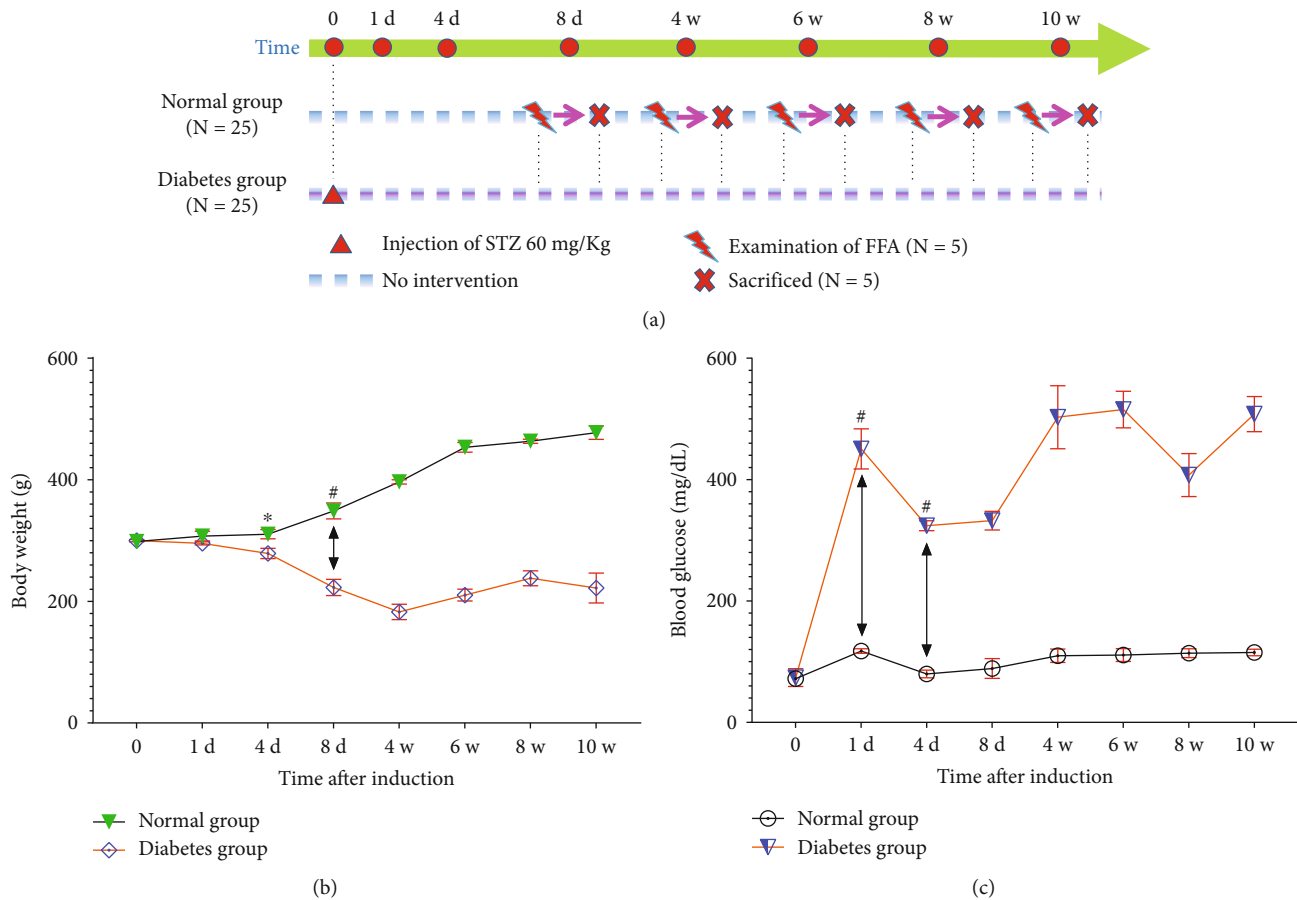 0 1 d 4 d 8 d 4 w 6 w 8 w 10 w
Time
Normal group
(N = 25)
Diabetes group
(N = 25)
Injection of STZ 60 mg/Kg
Examination of FFA (N = 5)
No intervention
Sacrificed (N = 5)
(a)
600
400
200
0
Body weight (g)
*
#
0 1 d 4 d 8 d 4 w 6 w 8 w 10 w
Time after induction
Normal group
Diabetes group
(b)
600
400
200
0
Blood glucose (mg/dL)
#
#
0 1 d 4 d 8 d 4 w 6 w 8 w 10 w
Time after induction
Normal group
Diabetes group
(c)